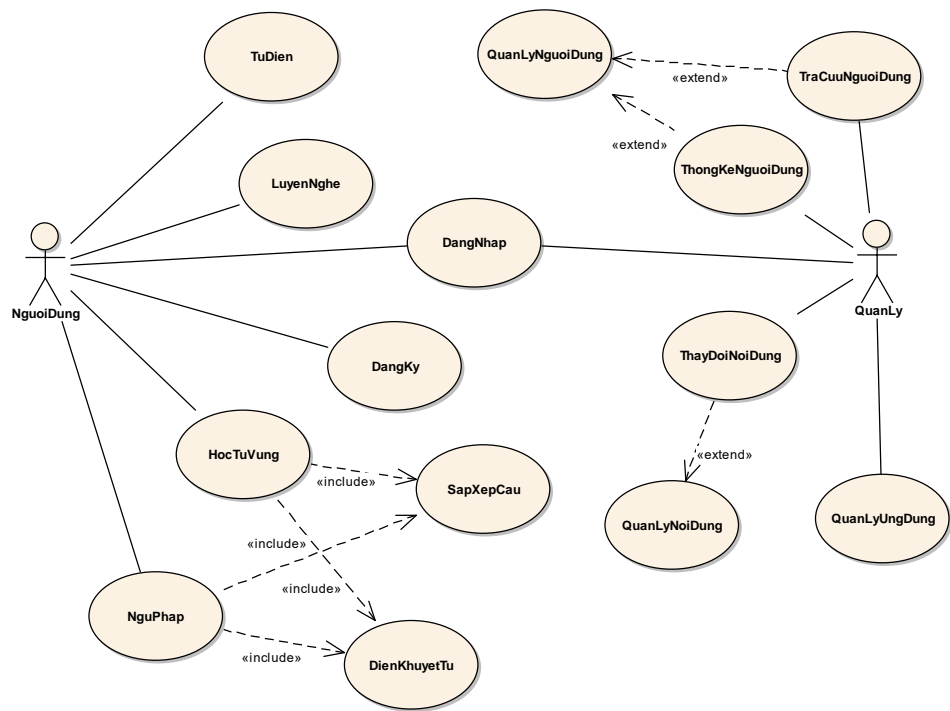 TuDien
QuanLyNguoiDung
TraCuuNguoiDung
«extend»
«extend»
ThongKeNguoiDung
LuyenNghe
DangNhap
NguoiDung
QuanLy
DangKy
ThayDoiNoiDung
HocTuVung
«extend»
«include»
SapXepCau
QuanLyNoiDung
QuanLyUngDung
«include»
«include»
NguPhap
«include»
DienKhuyetTu